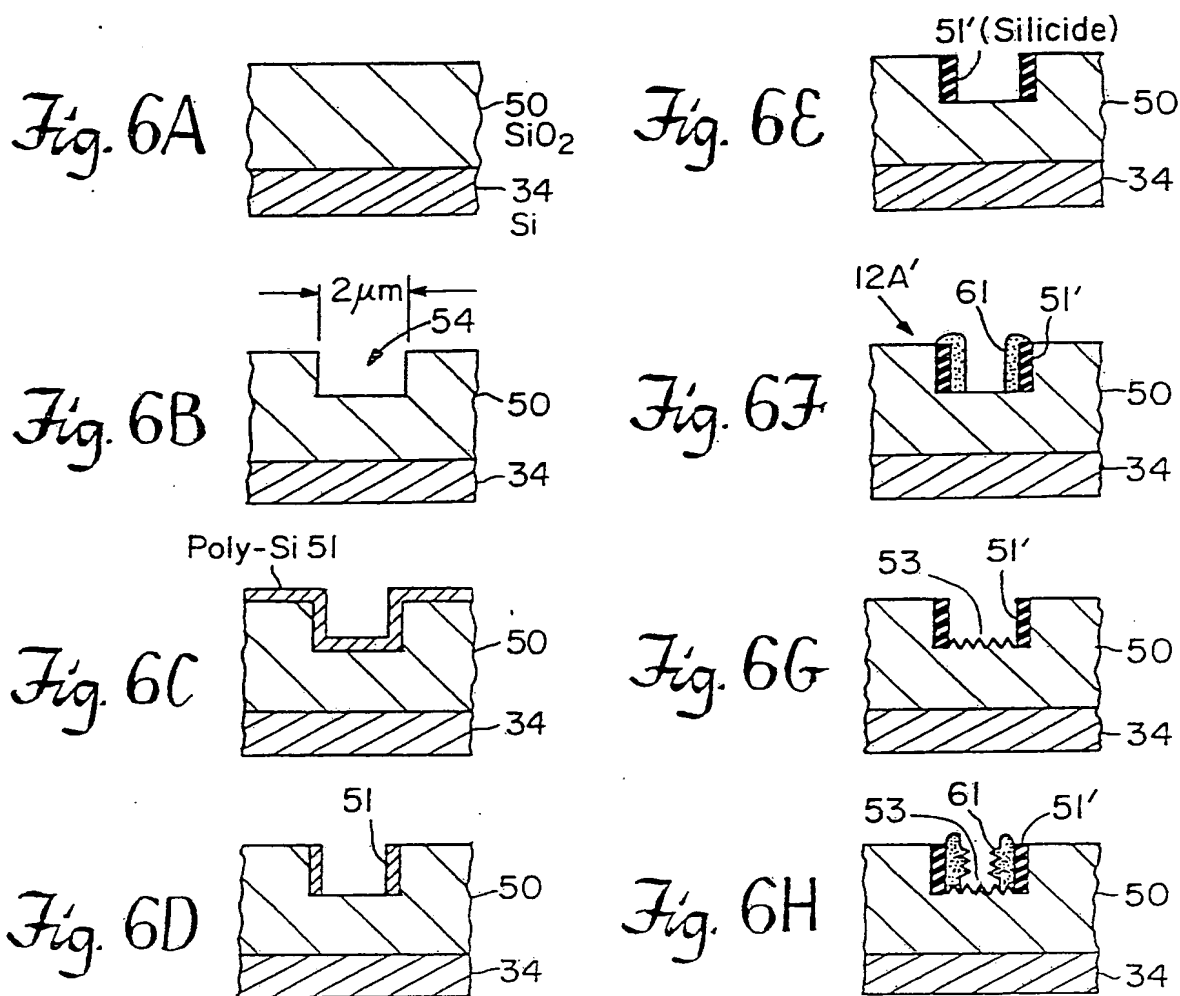 Fig. 6A
50
SiO2
34
Si
Fig. 6B
2μm
54
50
34
Fig. 6C
Poly-Si 51
50
34
Fig. 6D
51
50
34
Fig. 6E
51' (Silicide)
50
34
Fig. 6F
12A'
61
51'
50
34
Fig. 6G
53
51'
50
34
Fig. 6H
53
61
51'
50
34